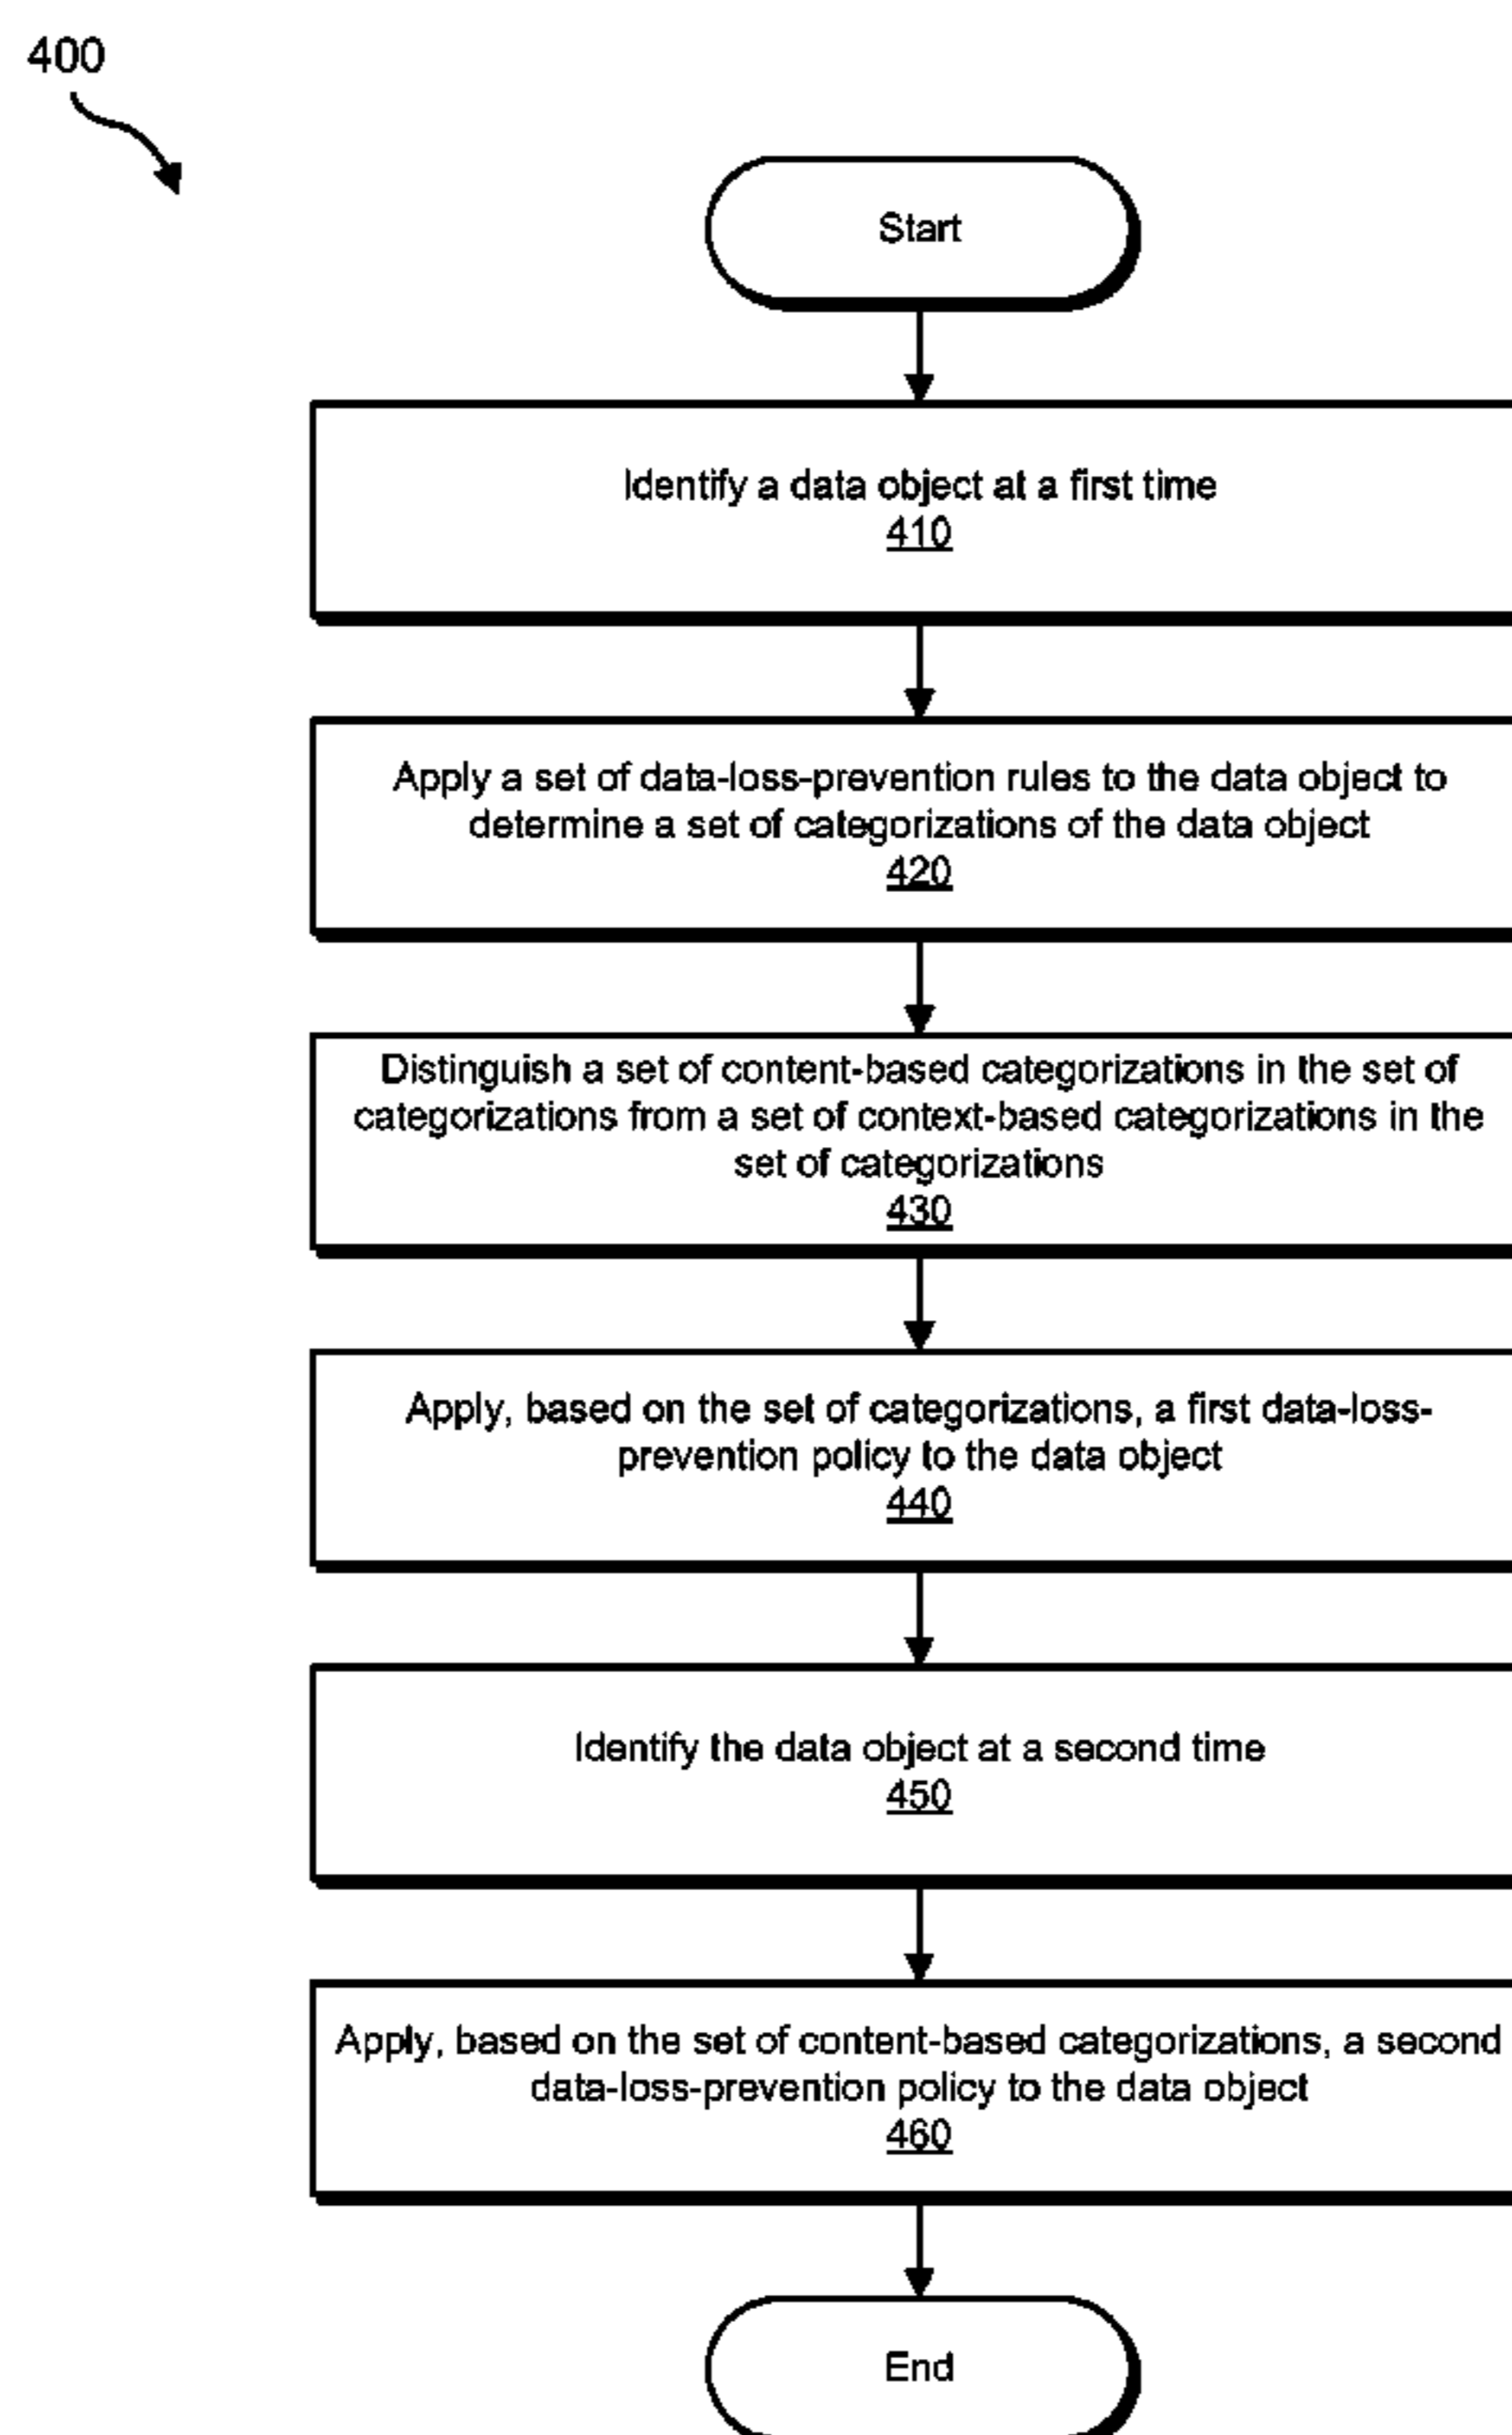 400
Start
Identify a data object at a first time
410
Apply a set of data-loss-prevention rules to the data object to
determine a set of categorizations of the data object
420
Distinguish a set of content-based categorizations in the set of
categorizations from a set of context-based categorizations in the
set of categorizations
430
Apply, based on the set of categorizations, a first data-loss-
prevention policy to the data object
440
Identify the data object at a second time
450
Apply, based on the set of content-based categorizations, a second
data-loss-prevention policy to the data object
460
End